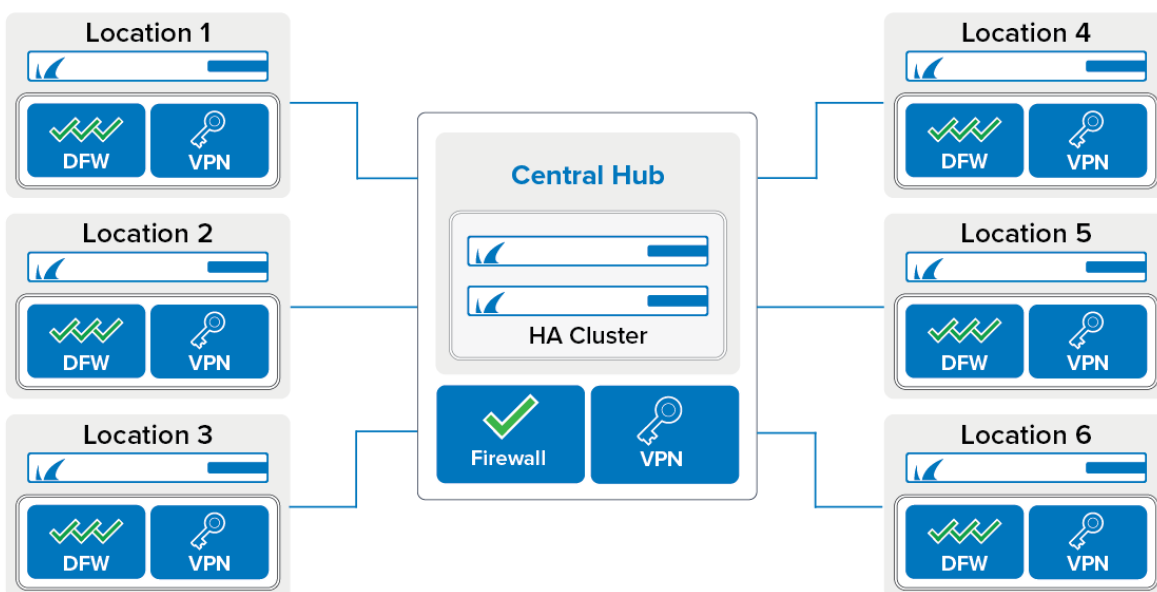 Location 1
DFW
VPN
Location 2
DFW
VPN
Location 3
DFW
VPN
Central Hub
HA Cluster
Firewall
VPN
Location 4
DFW
VPN
Location 5
DFW
VPN
Location 6
DFW
VPN